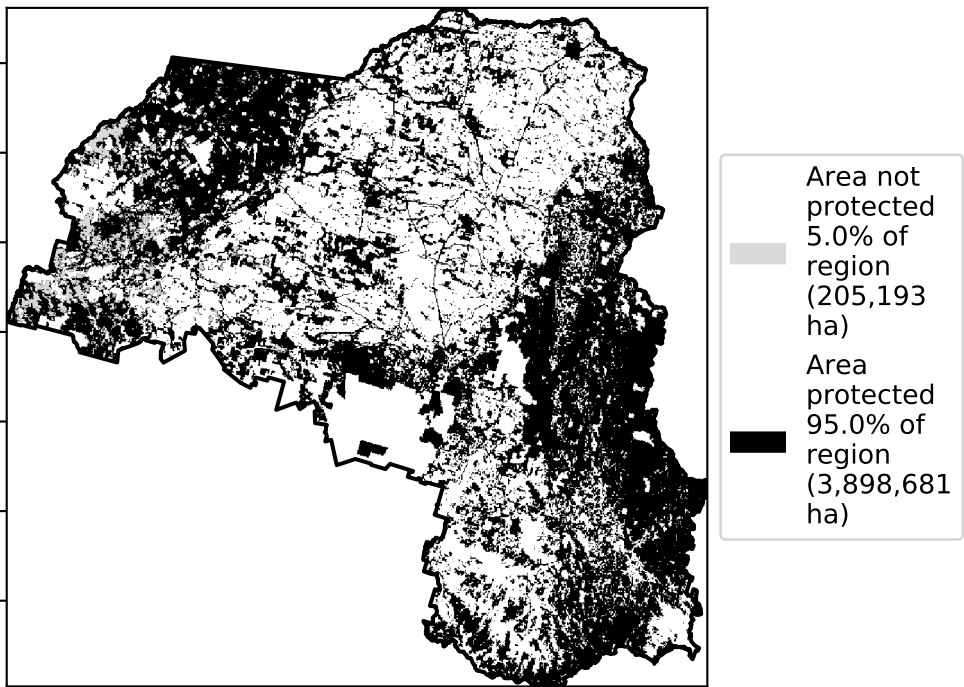 Area not
protected
5.0% of
region
(205,193
ha)
Area
protected
95.0% of
region
(3,898,681
ha)